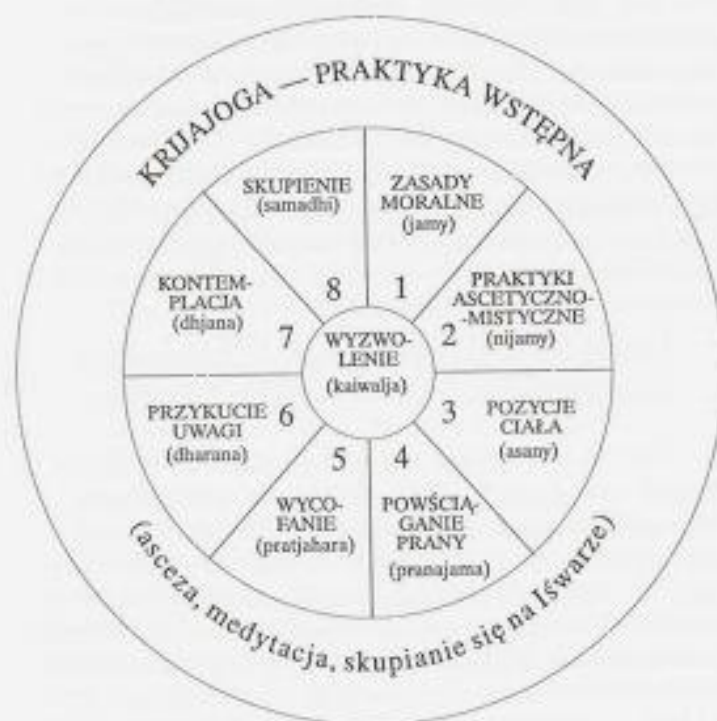 KRIJAJOGA — PRAKTYKA WSTĘPNA
SKUPIENIE
(samadhi)
8
ZASADY
MORALNE
(jamy)
1
PRAKTYKI
ASCETYCZNO-
-MISTYCZNE
(nijamy)
2
POZYCJE
CIAŁA
(asany)
3
POWŚCIĄ-
GANIE
PRANY
(pranajama)
4
WYCO-
FANIE
(pratjahara)
5
PRZYKUCIE
UWAGI
(dharana)
6
KONTEM-
PLACJA
(dhjana)
7
WYZWO-
LENIE
(kaiwalja)
(asceza, medytacja, skupianie się na Iśwarze)